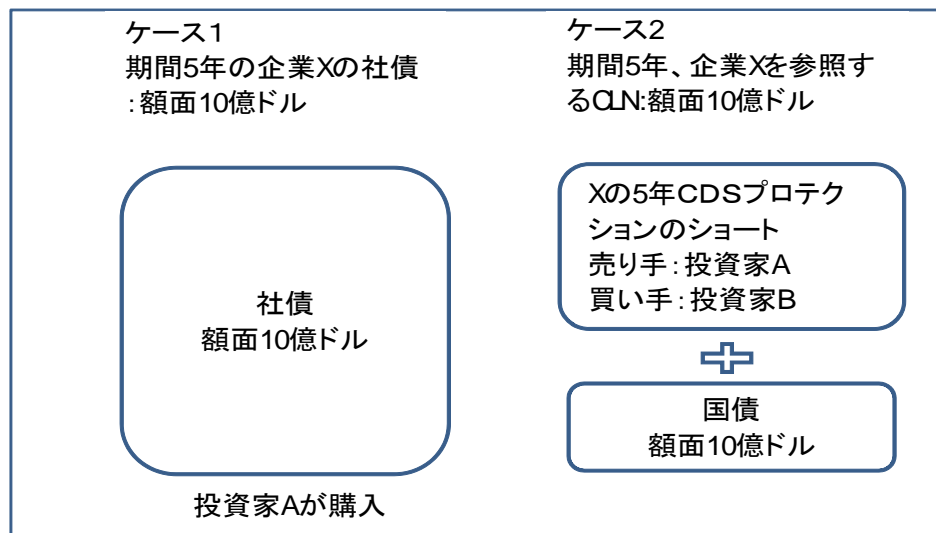 ケース1
期間5年の企業Xの社債
:額面10億ドル
社債
額面10億ドル
投資家Aが購入
ケース2
期間5年、企業Xを参照す
るCLN:額面10億ドル
Xの5年CDSプロテク
ションのショート
売り手:投資家A
買い手:投資家B
国債
額面10億ドル